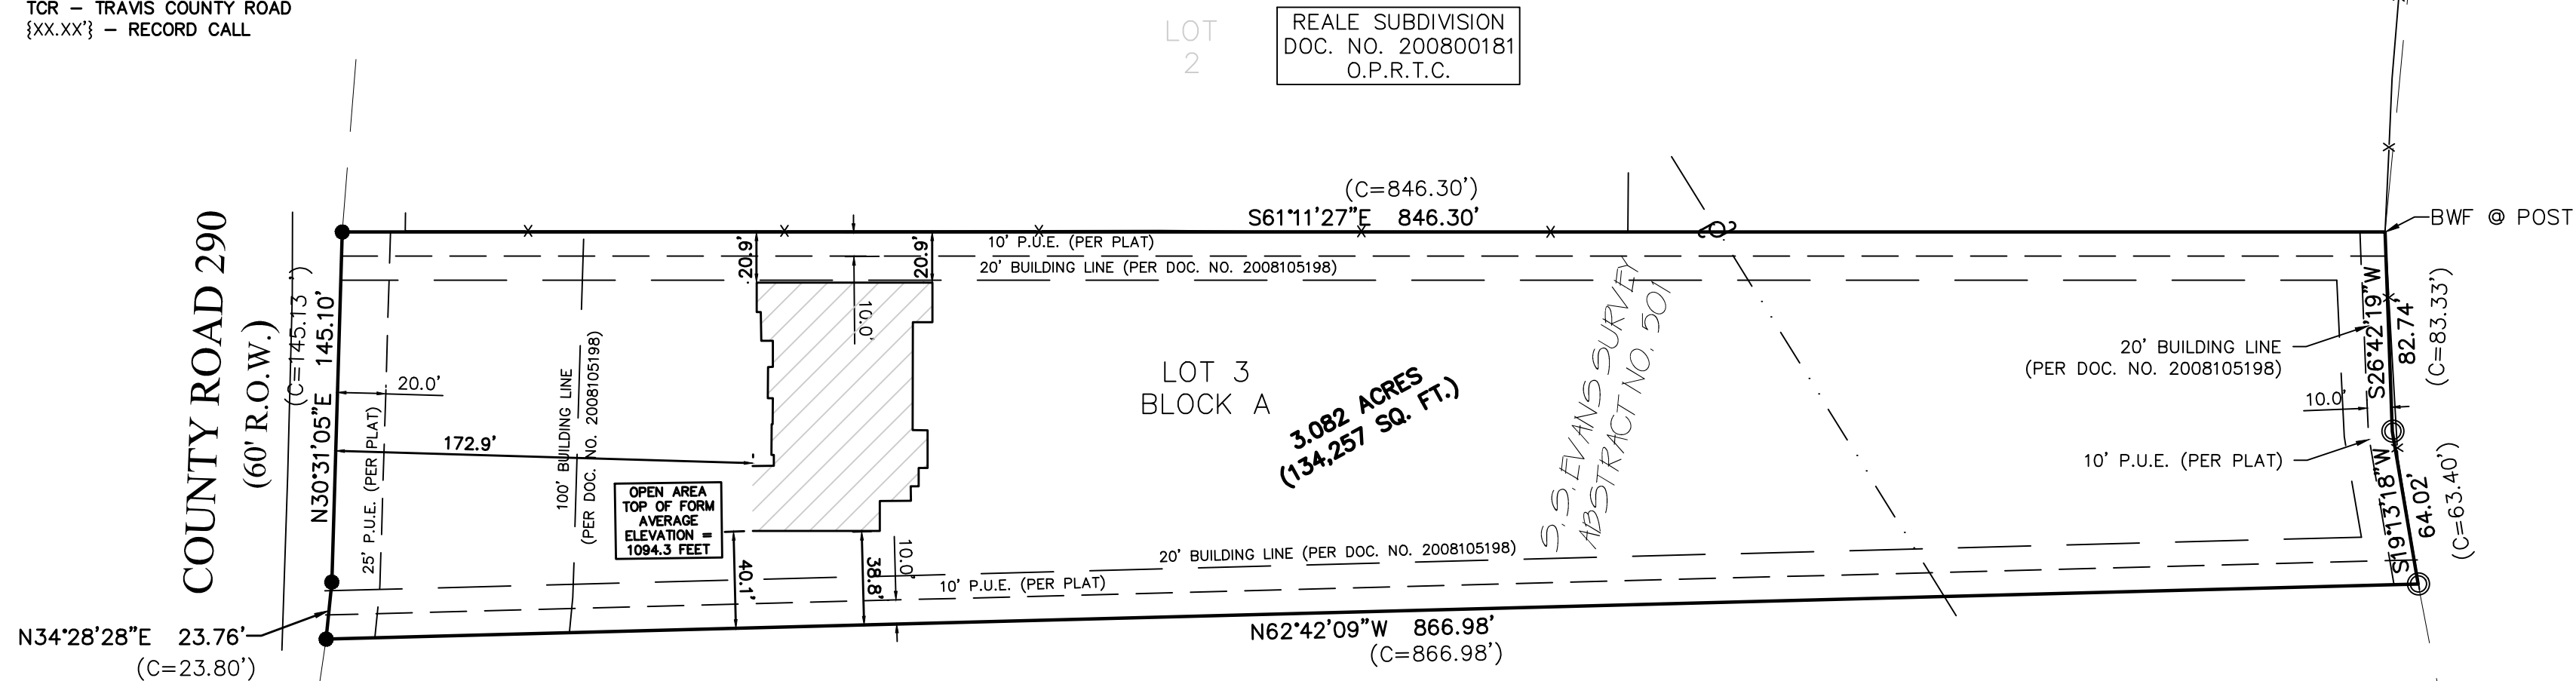 TCR – TRAVIS COUNTY ROAD
{XX.XX'} – RECORD CALL
LOT
2
REALE SUBDIVISION
DOC. NO. 200800181
O.P.R.T.C.
(C=846.30')
S61°11'27"E 846.30'
BWF @ POST
10' P.U.E. (PER PLAT)
20' BUILDING LINE (PER DOC. NO. 2008105198)
20.9'
20.9'
10.0'
COUNTY ROAD 290
(60' R.O.W.)
(C=145.13')
N30°31'05"E 145.10'
20.0'
25' P.U.E. (PER PLAT)
172.9'
100' BUILDING LINE
(PER DOC. NO. 2008105198)
OPEN AREA
TOP OF FORM
AVERAGE
ELEVATION =
1094.3 FEET
LOT 3
BLOCK A
3.082 ACRES
(134,257 SQ. FT.)
S. S. EVANS SURVEY
ABSTRACT NO. 501
20' BUILDING LINE
(PER DOC. NO. 2008105198)
S26°42'19"W
82.74'
(C=83.33')
10.0'
10' P.U.E. (PER PLAT)
S19°13'18"W
64.02'
(C=63.40')
40.1'
38.8'
10.0'
20' BUILDING LINE (PER DOC. NO. 2008105198)
10' P.U.E. (PER PLAT)
N62°42'09"W 866.98'
(C=866.98')
N34°28'28"E 23.76'
(C=23.80')